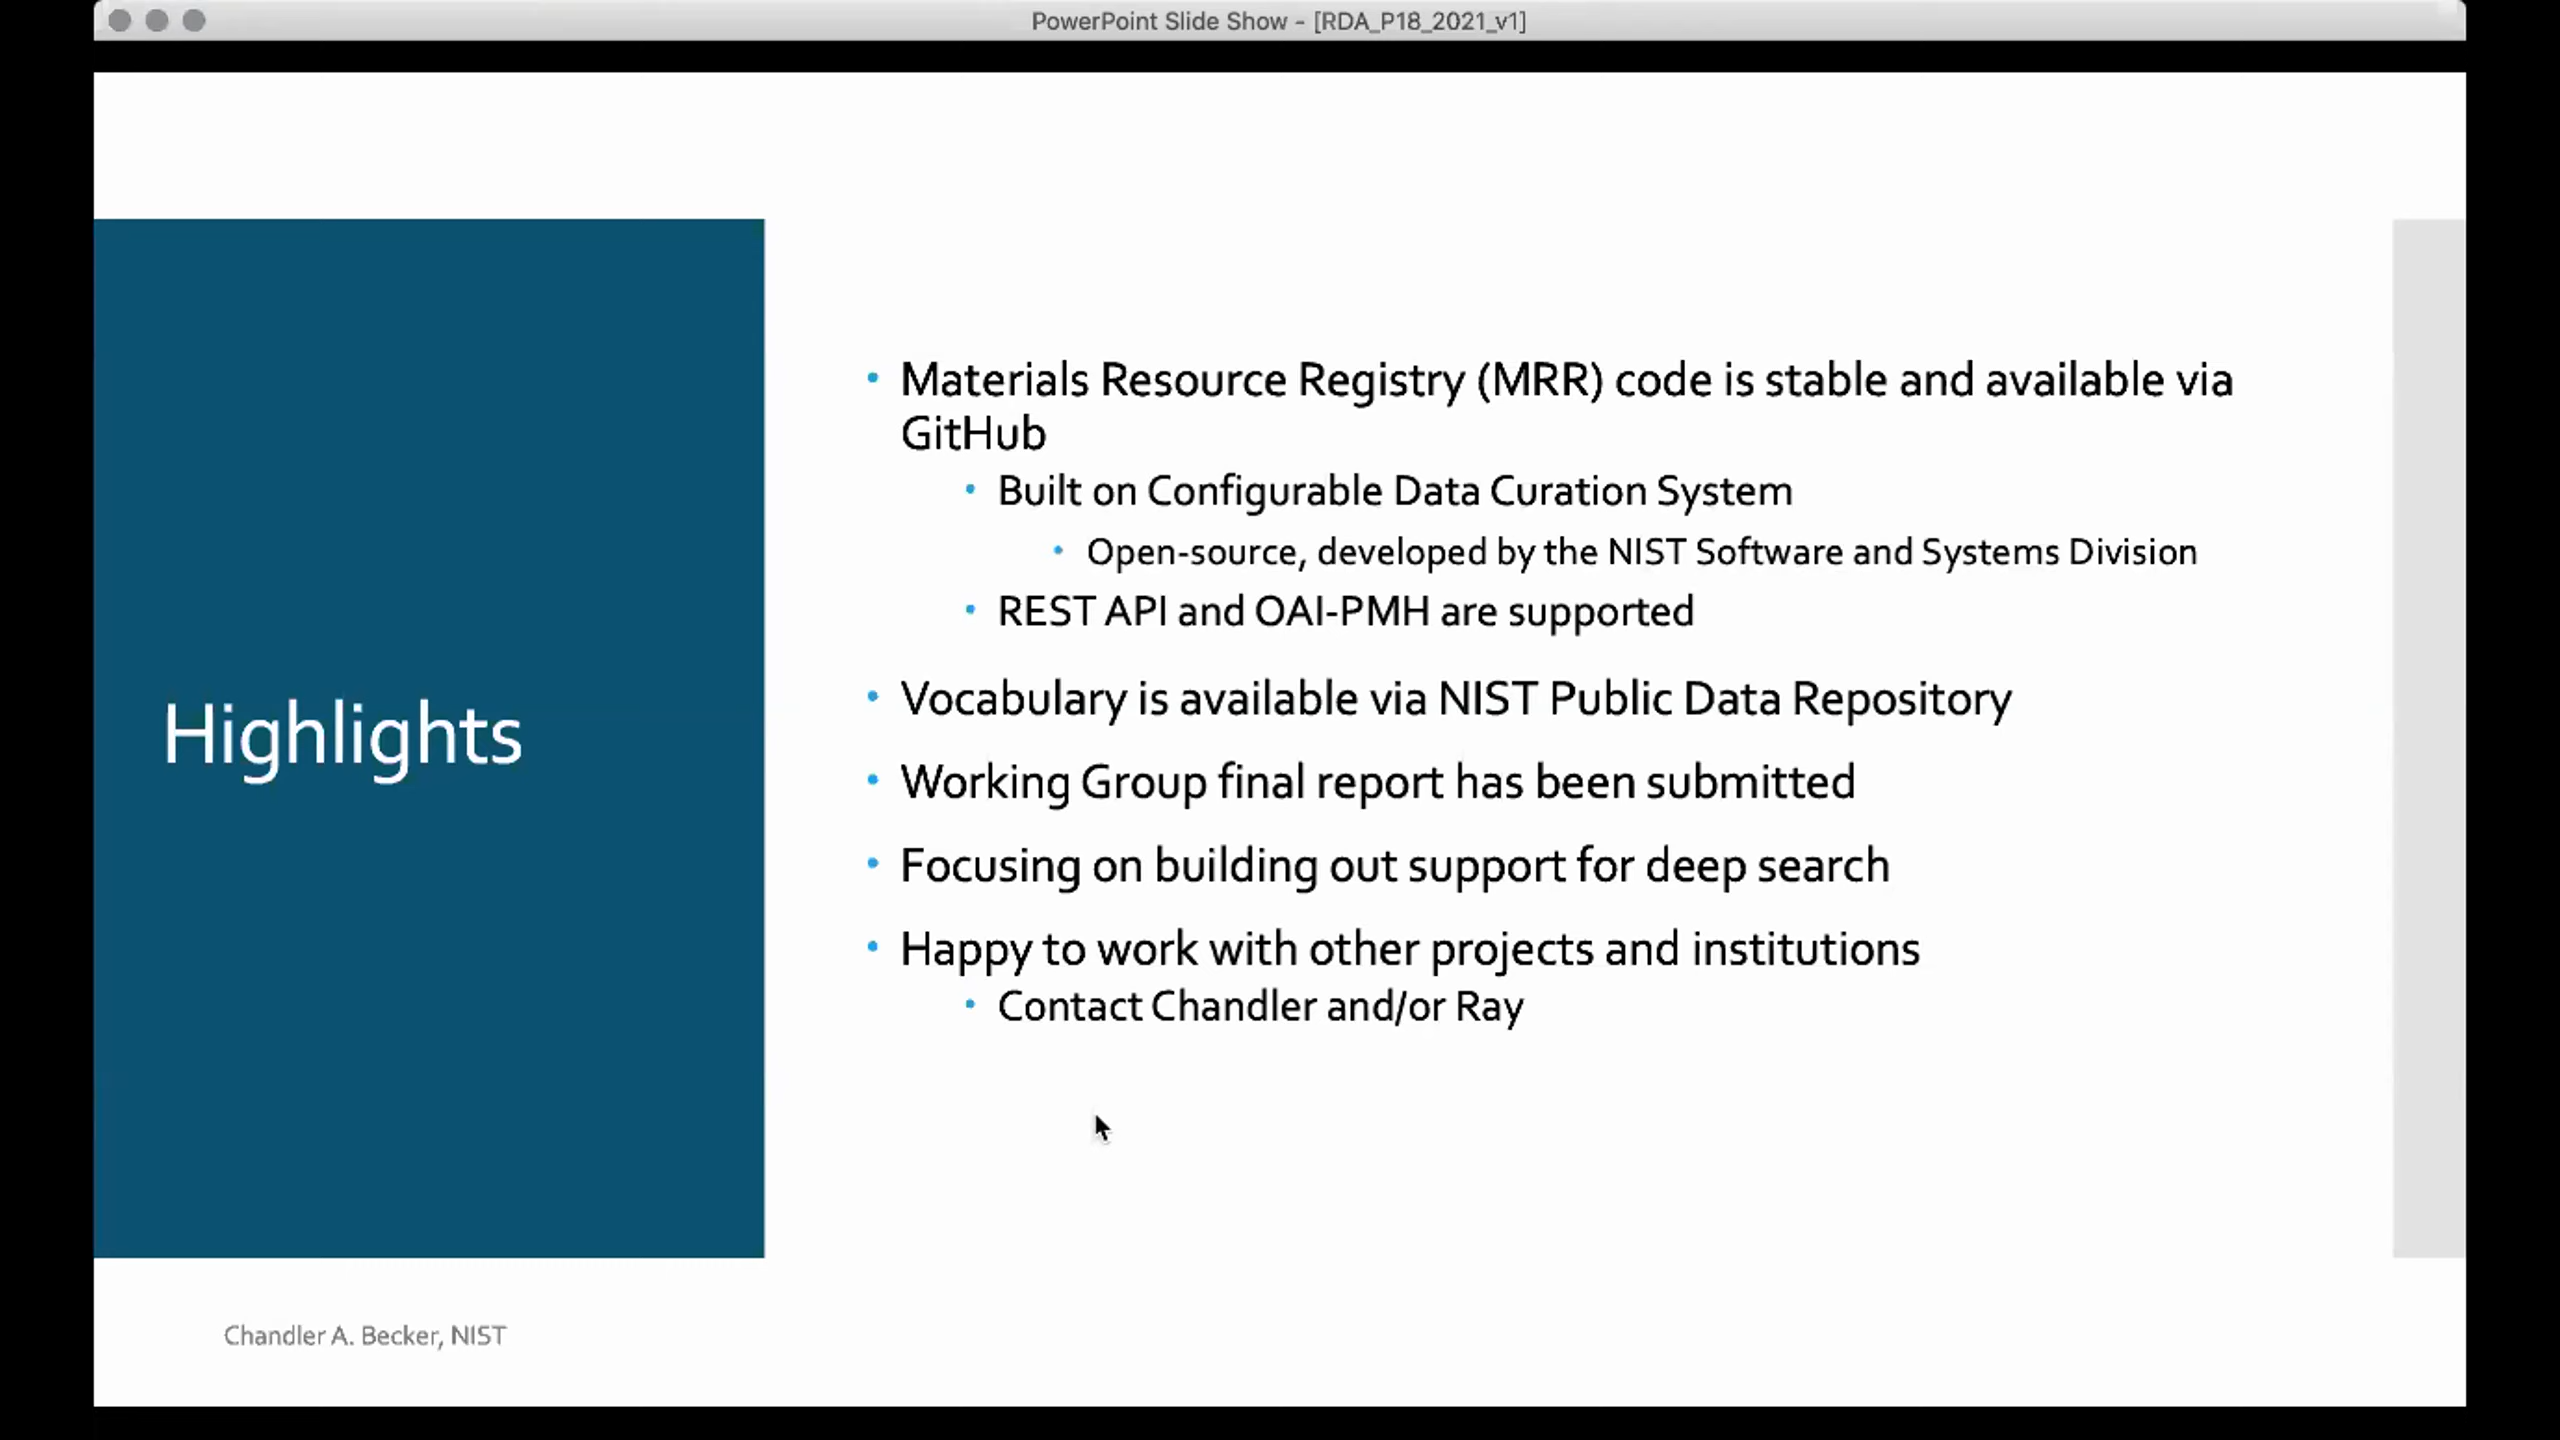 PowerPoint Slide Show - [RDA_P18_2021_v1]
Highlights
• Materials Resource Registry (MRR) code is stable and available via
GitHub
• Built on Configurable Data Curation System
• Open-source, developed by the NIST Software and Systems Division
• REST API and OAI-PMH are supported
• Vocabulary is available via NIST Public Data Repository
• Working Group final report has been submitted
• Focusing on building out support for deep search
• Happy to work with other projects and institutions
• Contact Chandler and/or Ray
Chandler A. Becker, NIST